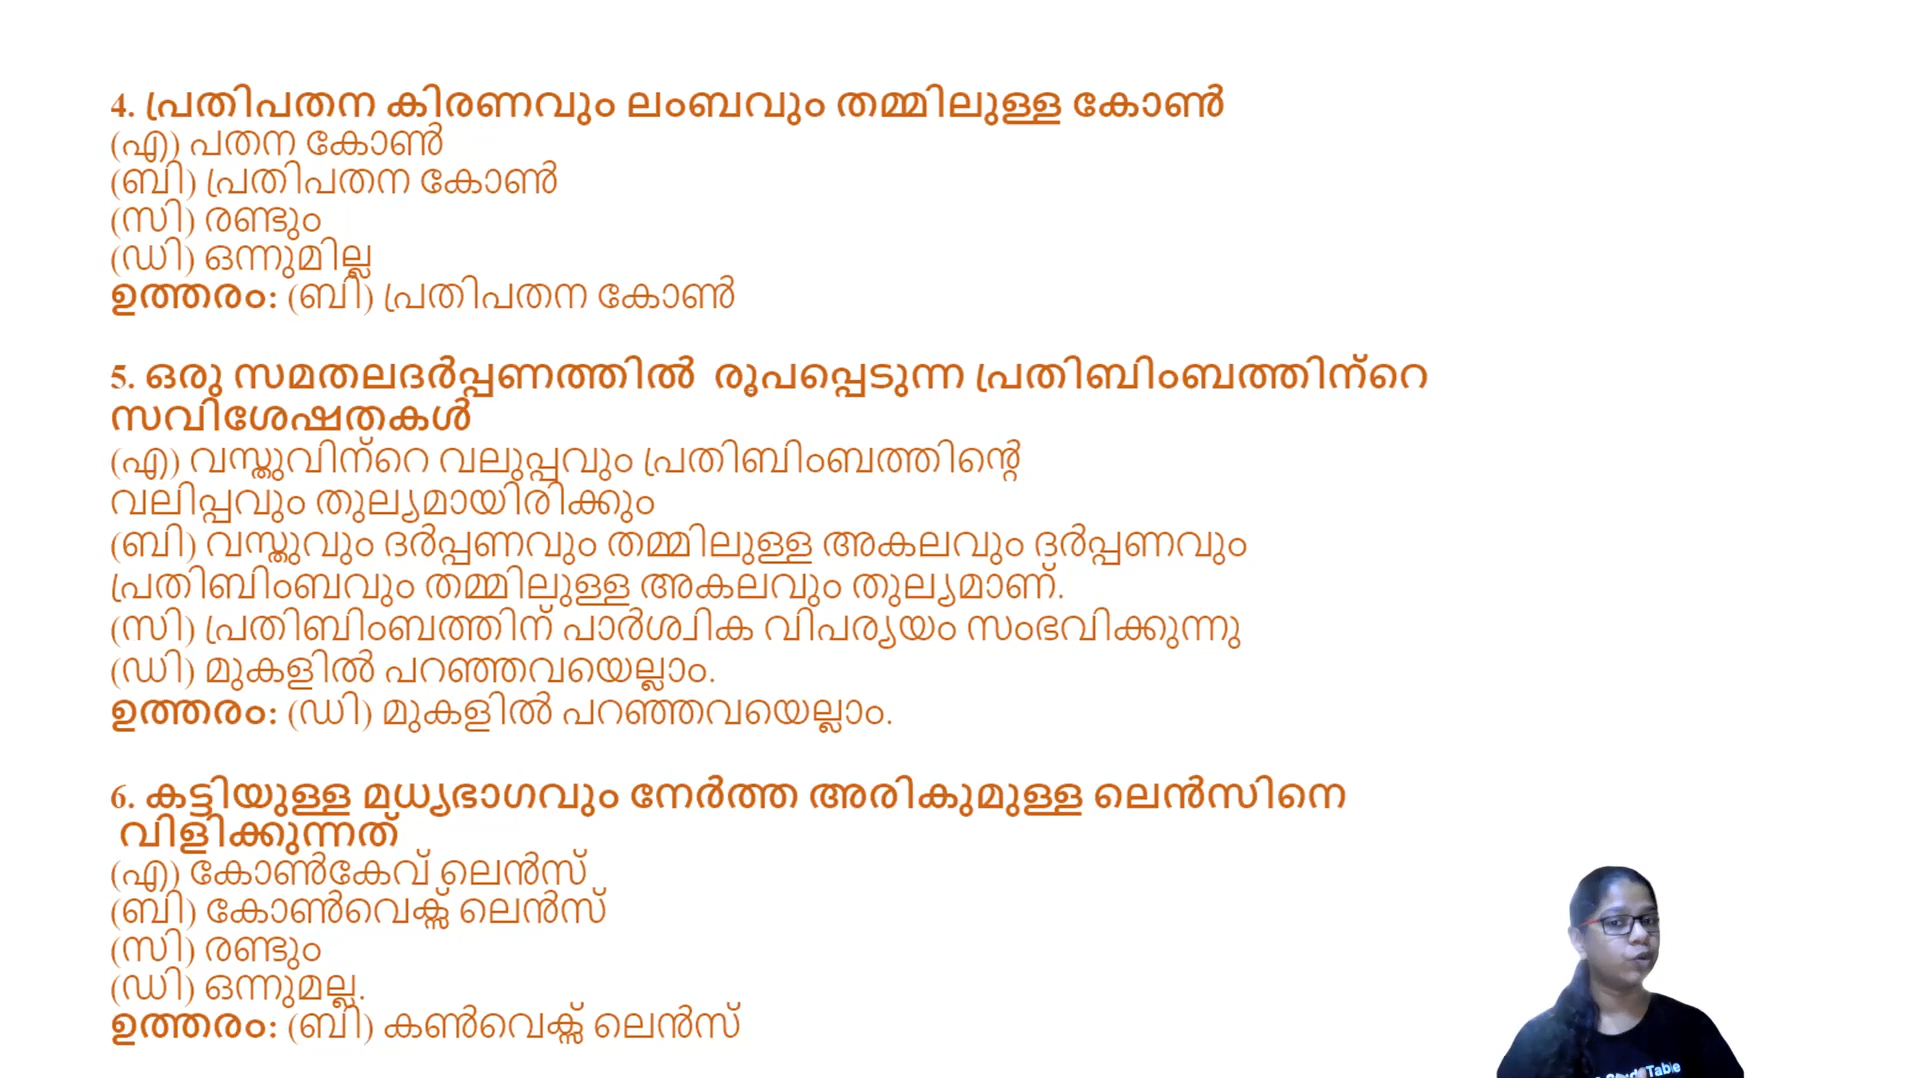 4. പ്രതിപതന കിരണവും ലംബവും തമ്മിലുള്ള കോൺ
(എ) പതന കോൺ
(ബി) പ്രതിപതന കോൺ
(സി) രണ്ടും
(ഡി) ഒന്നുമില്ല
ഉത്തരം: (ബി) പ്രതിപതന കോൺ
5. ഒരു സമതലദർപ്പണത്തിൽ രൂപപ്പെടുന്ന പ്രതിബിംബത്തിന്റെ
സവിശേഷതകൾ
(എ) വസ്തുവിന്റെ വലുപ്പവും പ്രതിബിംബത്തിന്റെ
വലിപ്പവും തുല്യമായിരിക്കും
(ബി) വസ്തുവും ദർപ്പണവും തമ്മിലുള്ള അകലവും ദർപ്പണവും
പ്രതിബിംബവും തമ്മിലുള്ള അകലവും തുല്യമാണ്.
(സി) പ്രതിബിംബത്തിന് പാർശ്വിക വിപര്യയം സംഭവിക്കുന്നു
(ഡി) മുകളിൽ പറഞ്ഞവയെല്ലാം.
ഉത്തരം: (ഡി) മുകളിൽ പറഞ്ഞവയെല്ലാം.
6. കട്ടിയുള്ള മധ്യഭാഗവും നേർത്ത അരികുമുള്ള ലെൻസിനെ
വിളിക്കുന്നത്
(എ) കോൺകേവ് ലെൻസ്
(ബി) കോൺവെക്സ് ലെൻസ്
(സി) രണ്ടും
(ഡി) ഒന്നുമല്ല.
ഉത്തരം: (ബി) കൺവെക്സ് ലെൻസ്
Table